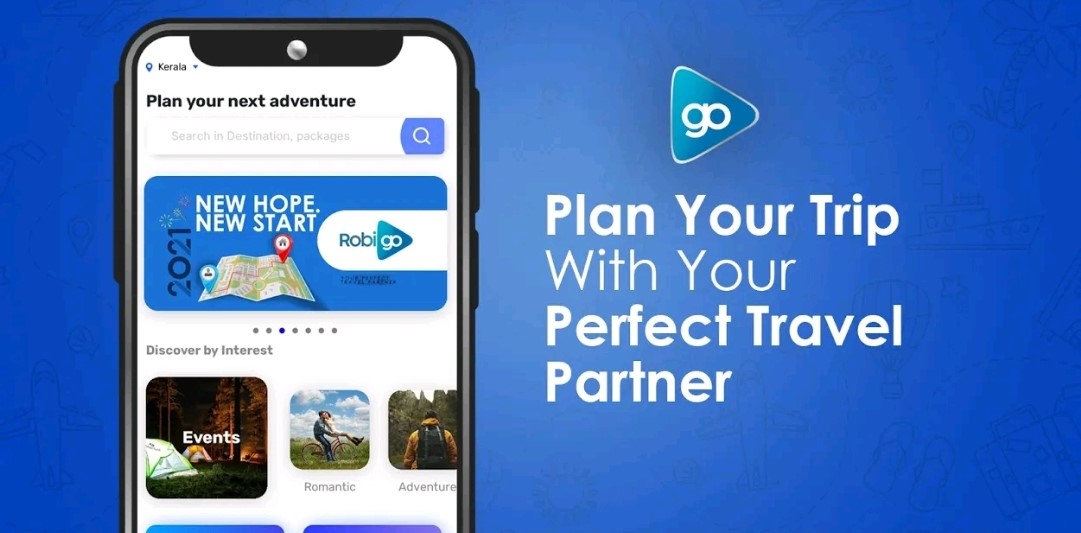 Kerala
Plan your next adventure
Search in Destination, packages
2021
NEW HOPE.
NEW START
Robi go
Discover by Interest
Events
Romantic
Adventure
go
Plan Your Trip
With Your
Perfect Travel
Partner